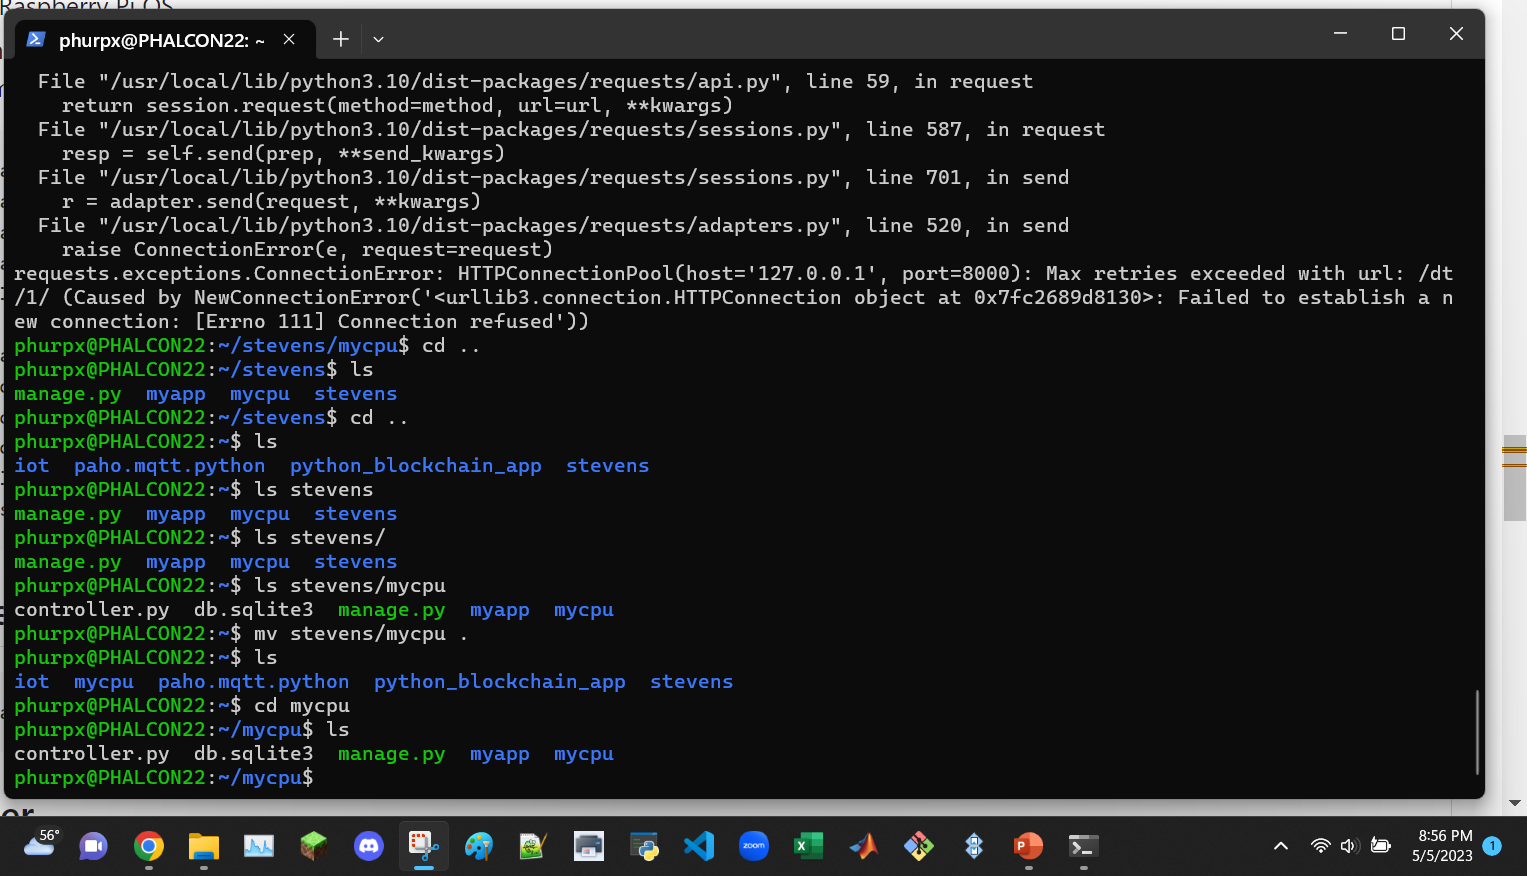 Raspberry Pi OS
phurpx@PHALCON22: ~
File "/usr/local/lib/python3.10/dist-packages/requests/api.py", line 59, in request
return session.request(method=method, url=url, **kwargs)
File "/usr/local/lib/python3.10/dist-packages/requests/sessions.py", line 587, in request
resp = self.send(prep, **send_kwargs)
File "/usr/local/lib/python3.10/dist-packages/requests/sessions.py", line 701, in send
r = adapter.send(request, **kwargs)
File "/usr/local/lib/python3.10/dist-packages/requests/adapters.py", line 520, in send
raise ConnectionError(e, request=request)
requests.exceptions.ConnectionError: HTTPConnectionPool(host='127.0.0.1', port=8000): Max retries exceeded with url: /dt
/1/ (Caused by NewConnectionError('<urllib3.connection.HTTPConnection object at 0x7fc2689d8130>: Failed to establish a n
ew connection: [Errno 111] Connection refused'))
phurpx@PHALCON22:~/stevens/mycpu$ cd ..
phurpx@PHALCON22:~/stevens$ ls
manage.py  myapp  mycpu  stevens
phurpx@PHALCON22:~/stevens$ cd ..
phurpx@PHALCON22:~$ ls
iot  paho.mqtt.python  python_blockchain_app  stevens
phurpx@PHALCON22:~$ ls stevens
manage.py  myapp  mycpu  stevens
phurpx@PHALCON22:~$ ls stevens/
manage.py  myapp  mycpu  stevens
phurpx@PHALCON22:~$ ls stevens/mycpu
controller.py  db.sqlite3  manage.py  myapp  mycpu
phurpx@PHALCON22:~$ mv stevens/mycpu .
phurpx@PHALCON22:~$ ls
iot  mycpu  paho.mqtt.python  python_blockchain_app  stevens
phurpx@PHALCON22:~$ cd mycpu
phurpx@PHALCON22:~/mycpu$ ls
controller.py  db.sqlite3  manage.py  myapp  mycpu
phurpx@PHALCON22:~/mycpu$
56°
zoom
8:56 PM
5/5/2023
1